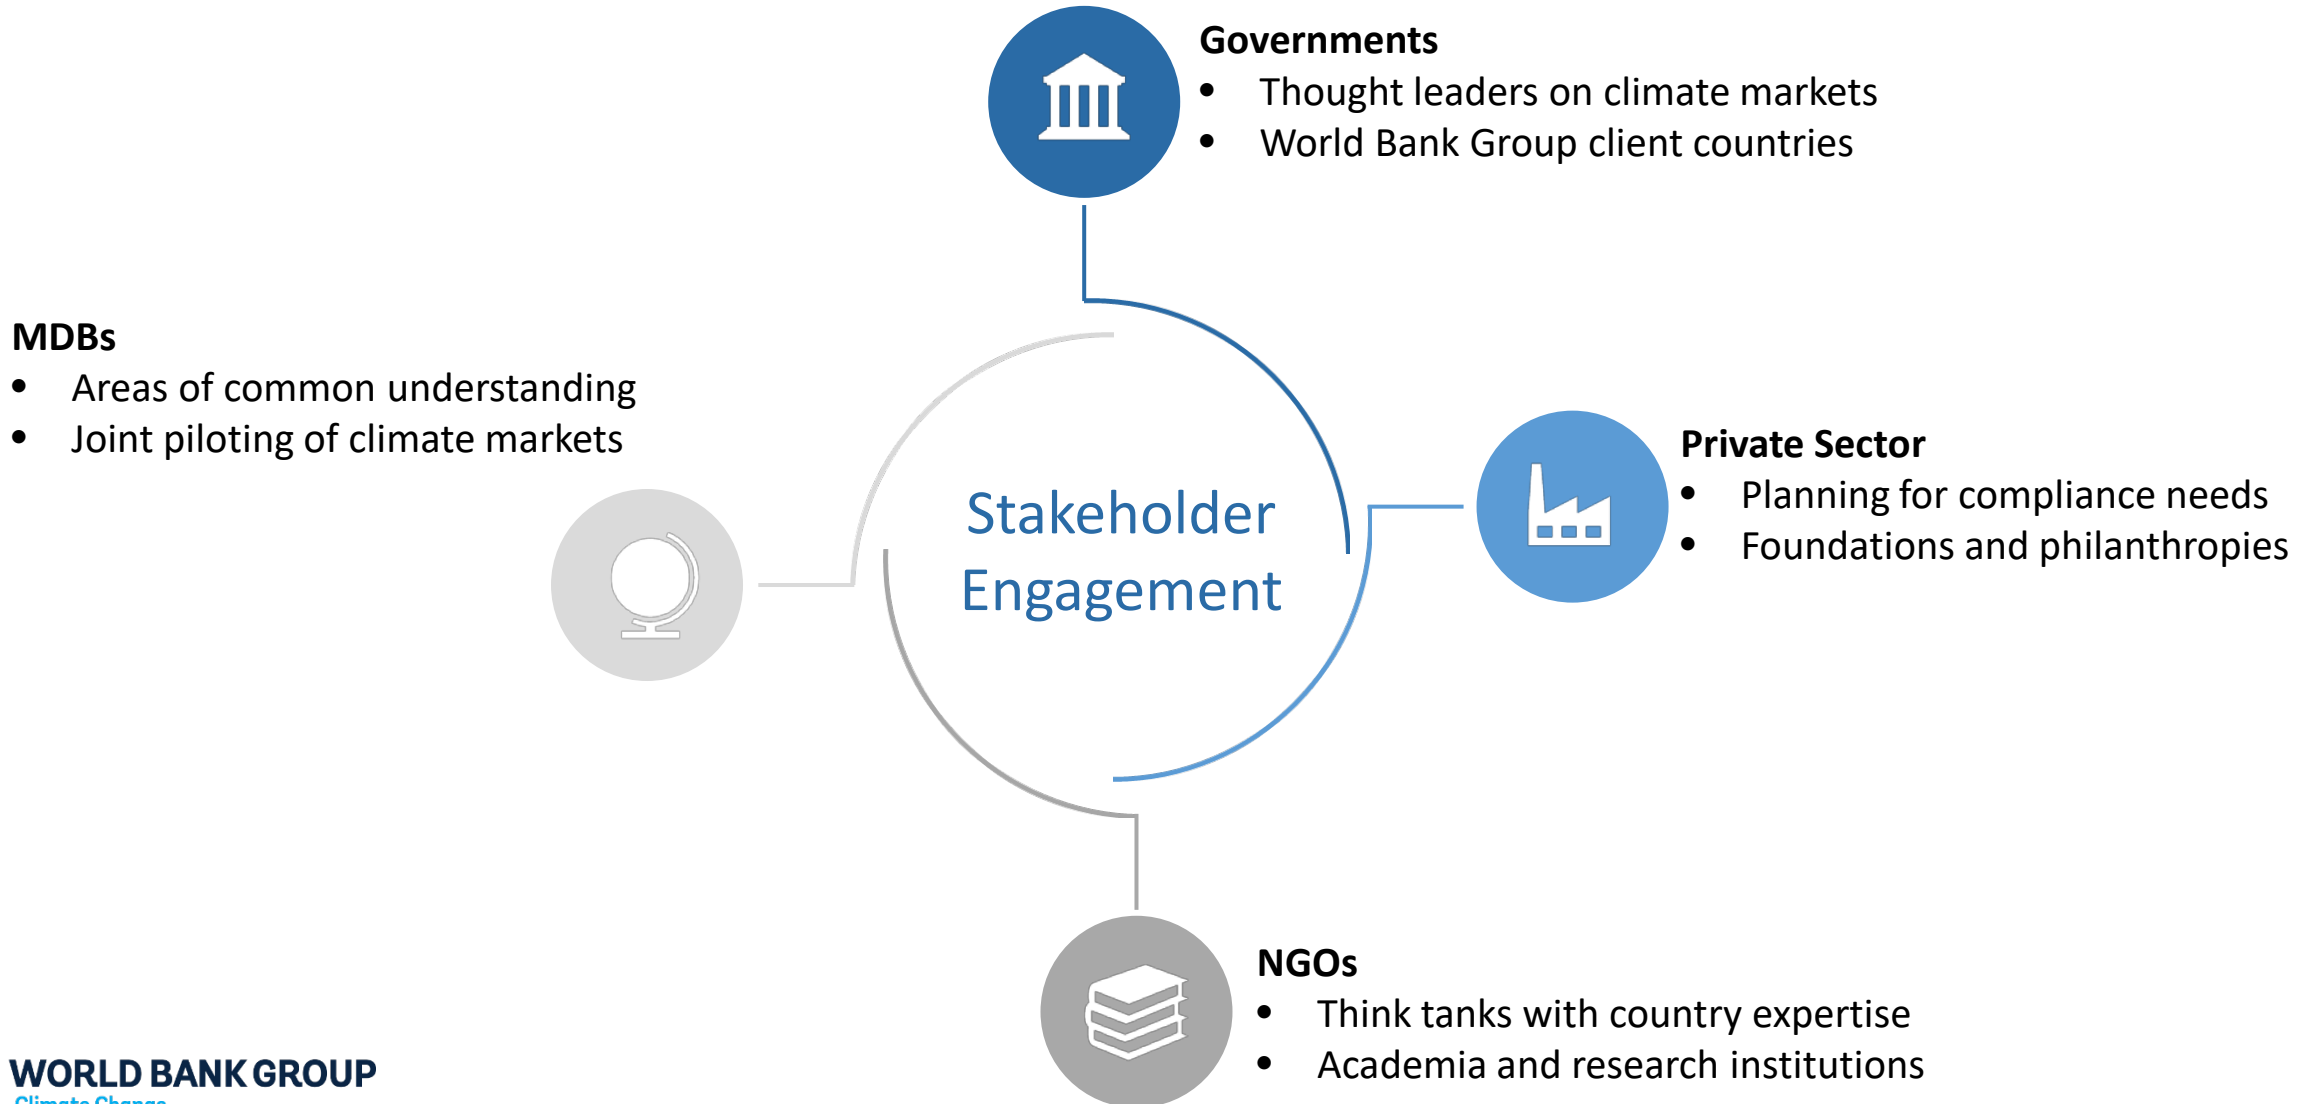 Governments
• Thought leaders on climate markets
• World Bank Group client countries
MDBs
• Areas of common understanding
• Joint piloting of climate markets
Stakeholder
Engagement
Private Sector
• Planning for compliance needs
• Foundations and philanthropies
NGOs
• Think tanks with country expertise
• Academia and research institutions
WORLD BANK GROUP
Climate Change